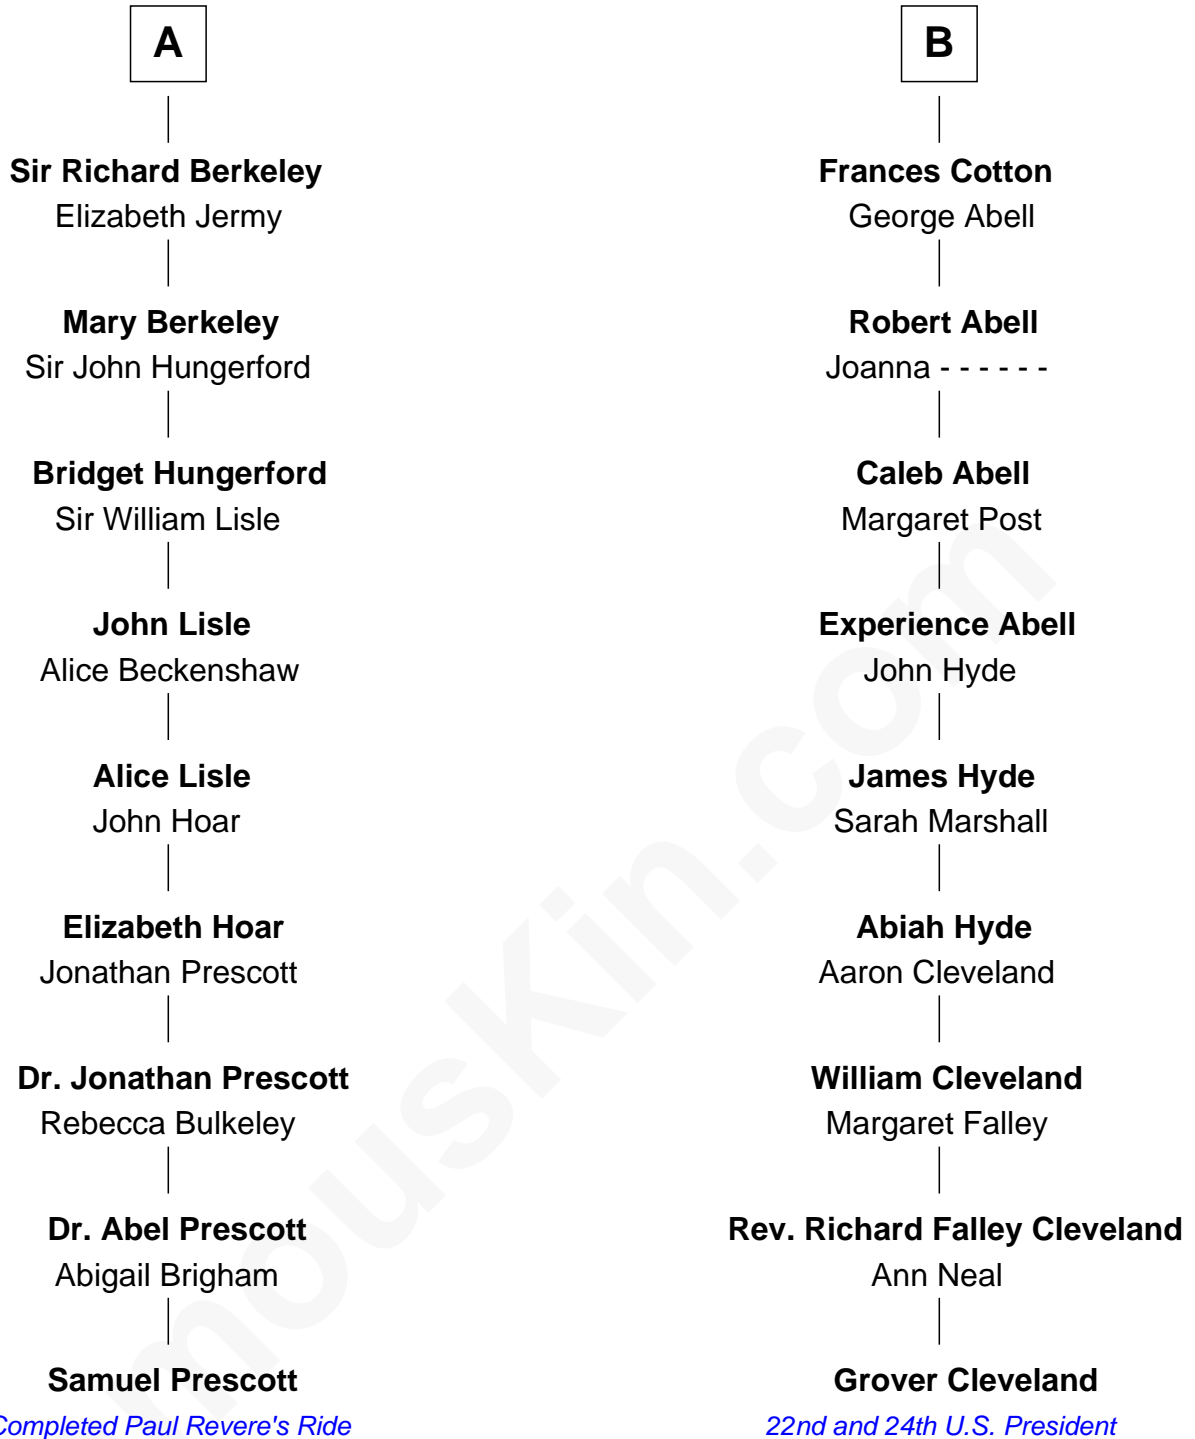 A
Sir Richard Berkeley
Elizabeth Jermy
Mary Berkeley
Sir John Hungerford
Bridget Hungerford
Sir William Lisle
John Lisle
Alice Beckenshaw
Alice Lisle
John Hoar
Elizabeth Hoar
Jonathan Prescott
Dr. Jonathan Prescott
Rebecca Bulkeley
Dr. Abel Prescott
Abigail Brigham
Samuel Prescott
Completed Paul Revere's Ride
B
Frances Cotton
George Abell
Robert Abell
Joanna - - - - - -
Caleb Abell
Margaret Post
Experience Abell
John Hyde
James Hyde
Sarah Marshall
Abiah Hyde
Aaron Cleveland
William Cleveland
Margaret Falley
Rev. Richard Falley Cleveland
Ann Neal
Grover Cleveland
22nd and 24th U.S. President
mousKin.com